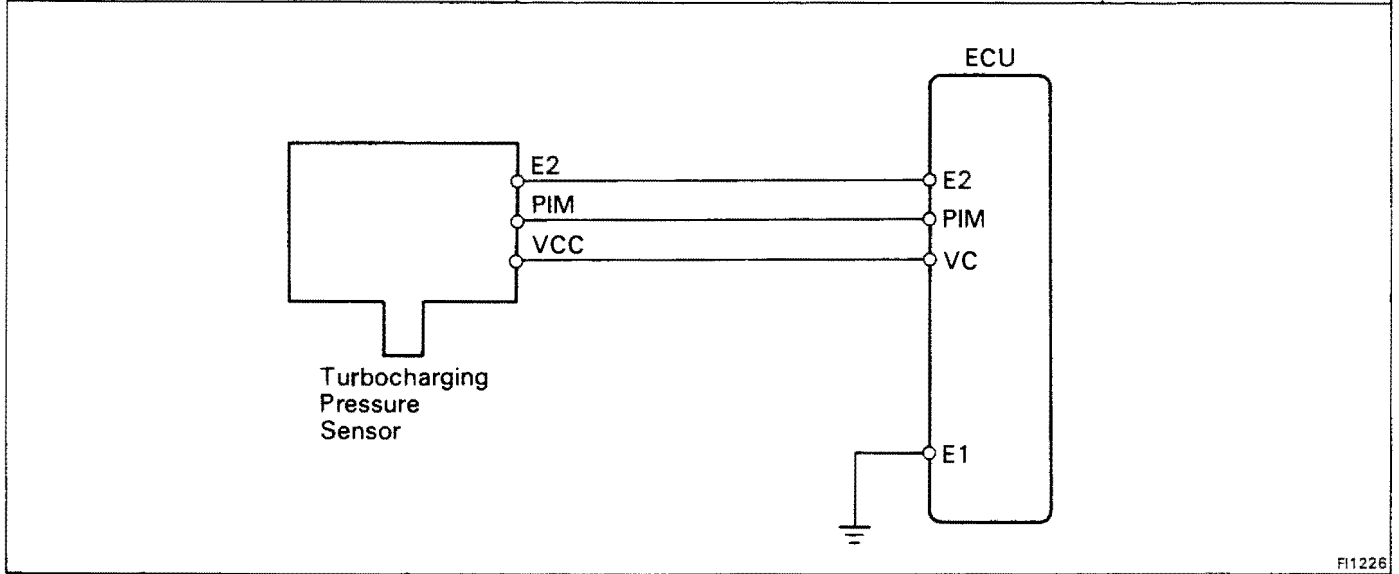 ECU
E2
E2
PIM
PIM
VCC
VC
Turbocharging
Pressure
Sensor
E1
FI1226